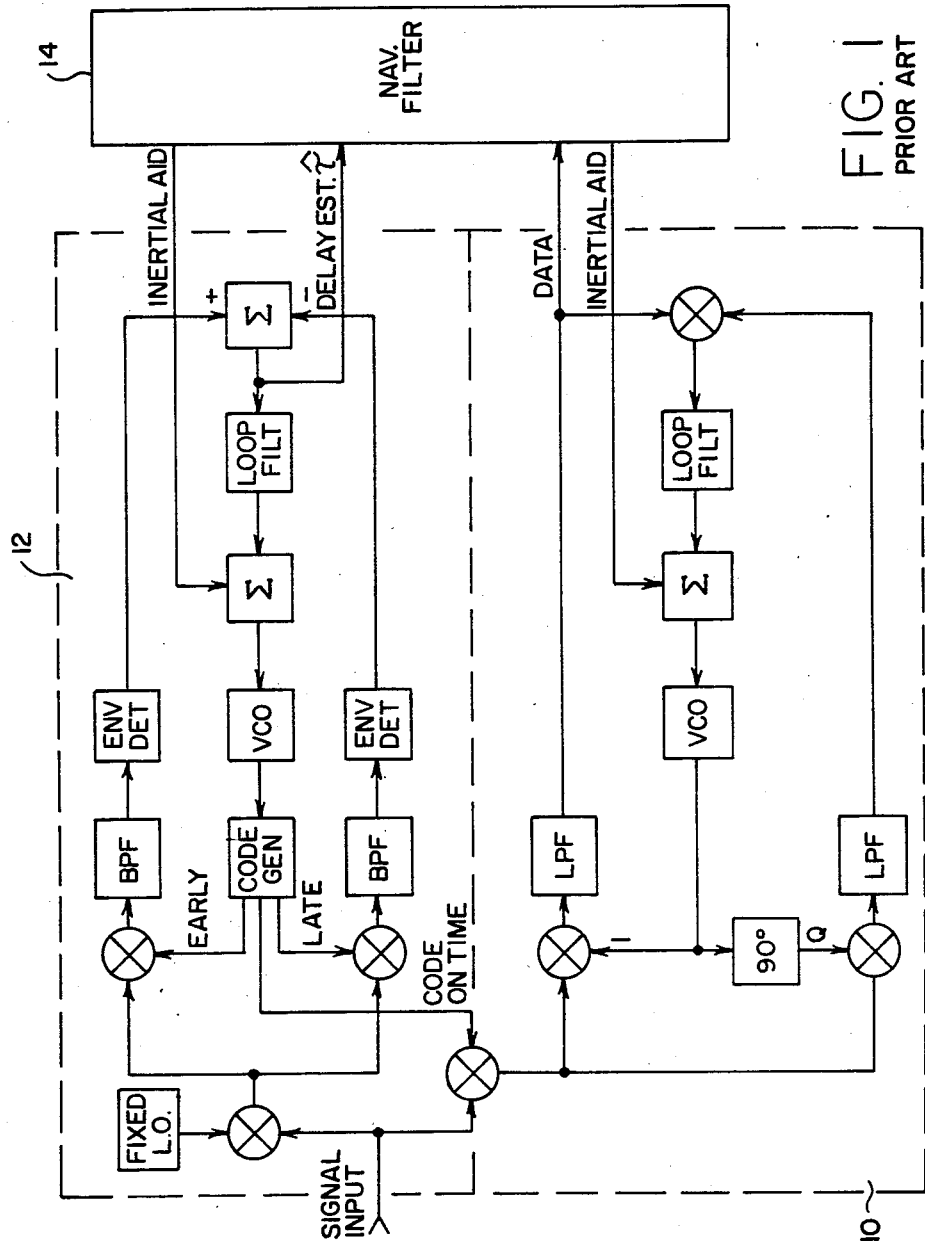 12
14
FIXED
L.O.
BPF
ENV
DET
INERTIAL AID
EARLY
CODE
GEN
VCO
Σ
LOOP
FILT
Σ
+
-
DELAY EST. τ̂
LATE
BPF
ENV
DET
SIGNAL
INPUT
CODE
ON TIME
NAV.
FILTER
DATA
INERTIAL AID
LPF
I
VCO
Σ
LOOP
FILT
90°
Q
LPF
10
FIG. 1
PRIOR ART